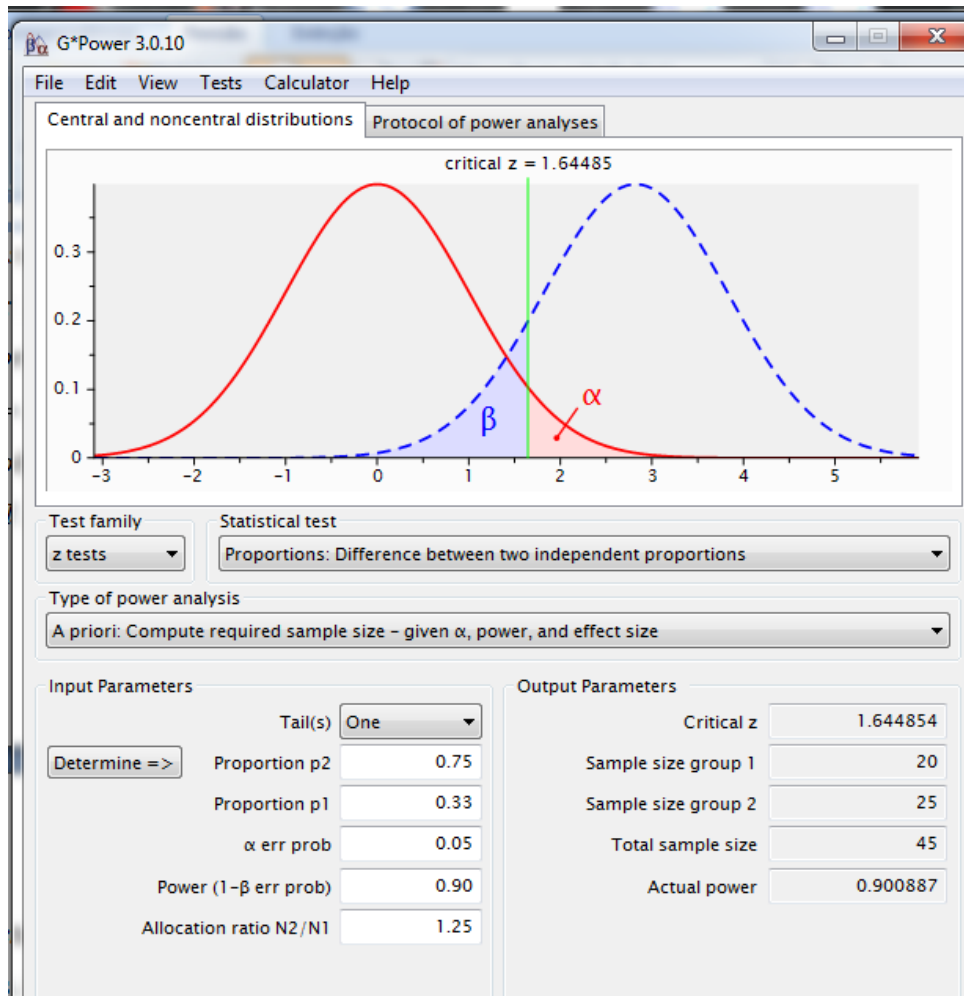 βα G*Power 3.0.10
File Edit View Tests Calculator Help
Central and noncentral distributions Protocol of power analyses
critical z = 1.64485
0.3
0.2
0.1
0
β
α
-3 -2 -1 0 1 2 3 4 5
Test family Statistical test
z tests Proportions: Difference between two independent proportions
Type of power analysis
A priori: Compute required sample size – given α, power, and effect size
Input Parameters Output Parameters
Tail(s) One Critical z 1.644854
Determine => Proportion p2 0.75 Sample size group 1 20
Proportion p1 0.33 Sample size group 2 25
α err prob 0.05 Total sample size 45
Power (1-β err prob) 0.90 Actual power 0.900887
Allocation ratio N2/N1 1.25